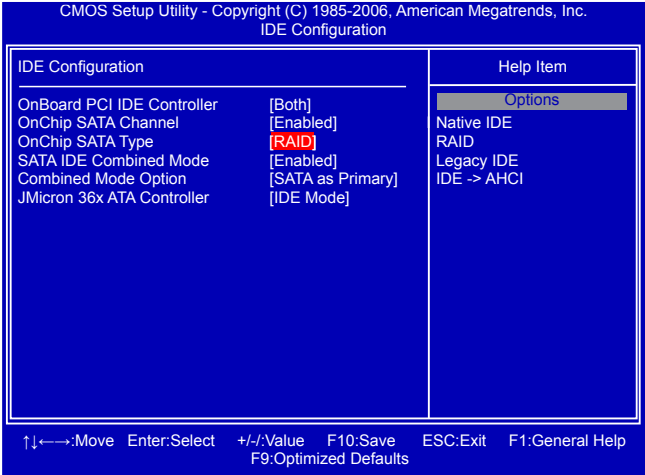 CMOS Setup Utility - Copyright (C) 1985-2006, American Megatrends, Inc.
IDE Configuration
IDE Configuration
Help Item
OnBoard PCI IDE Controller [Both]
OnChip SATA Channel [Enabled]
OnChip SATA Type [RAID]
SATA IDE Combined Mode [Enabled]
Combined Mode Option [SATA as Primary]
JMicron 36x ATA Controller [IDE Mode]
Options
Native IDE
RAID
Legacy IDE
IDE -> AHCI
↑↓←→:Move Enter:Select +/-/:Value F10:Save ESC:Exit F1:General Help
F9:Optimized Defaults